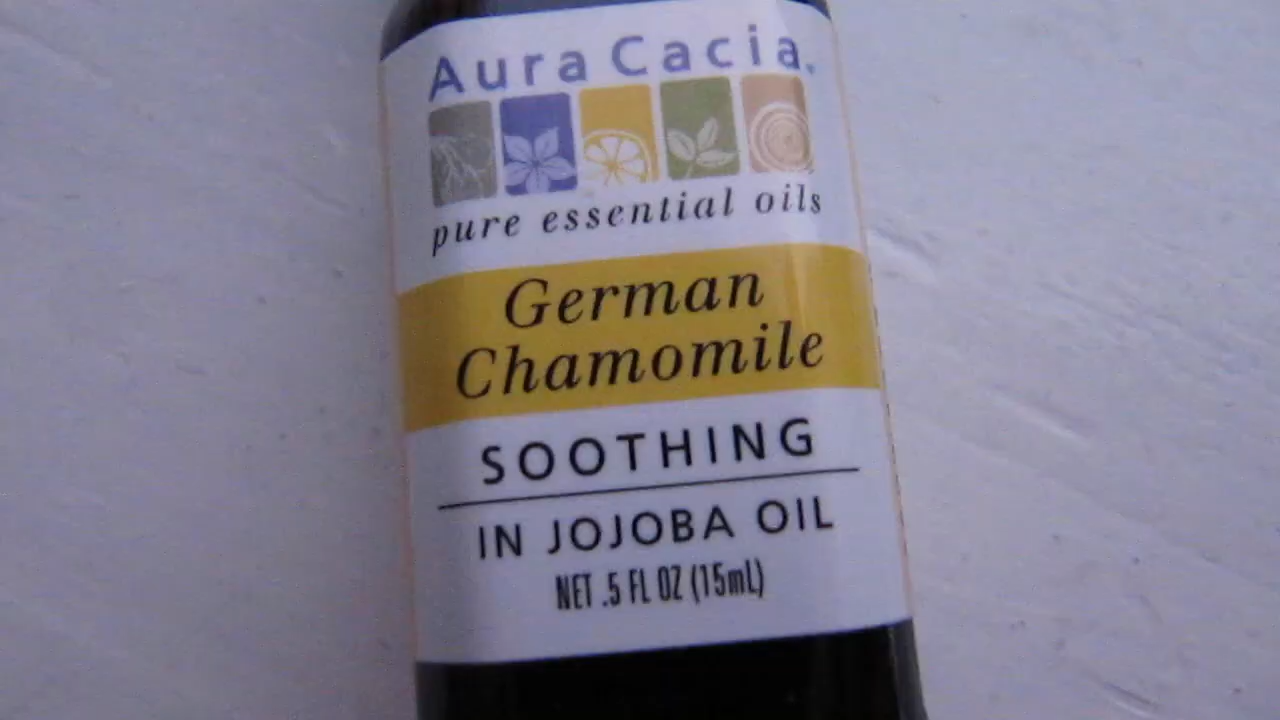 Aura Cacia.
pure essential oils
German
Chamomile
SOOTHING
IN JOJOBA OIL
NET .5 FL OZ (15mL)